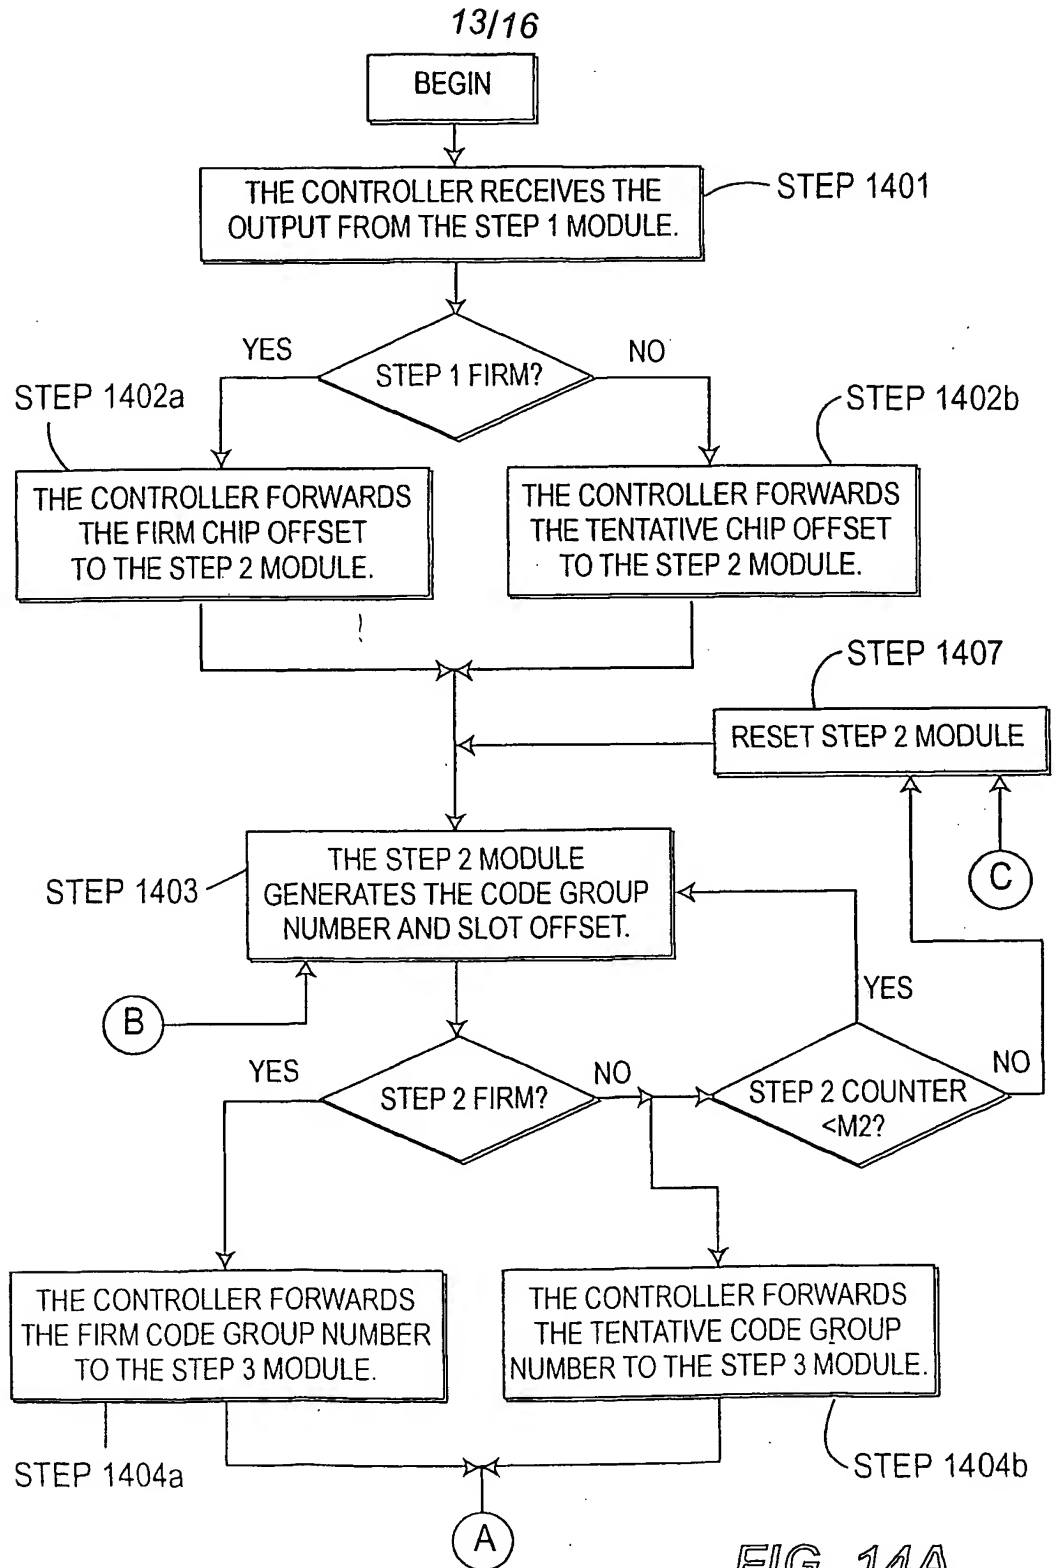 13/16
BEGIN
THE CONTROLLER RECEIVES THE
OUTPUT FROM THE STEP 1 MODULE.
STEP 1401
YES
STEP 1 FIRM?
NO
STEP 1402a
STEP 1402b
THE CONTROLLER FORWARDS
THE FIRM CHIP OFFSET
TO THE STEP 2 MODULE.
THE CONTROLLER FORWARDS
THE TENTATIVE CHIP OFFSET
TO THE STEP 2 MODULE.
STEP 1407
RESET STEP 2 MODULE
C
STEP 1403
THE STEP 2 MODULE
GENERATES THE CODE GROUP
NUMBER AND SLOT OFFSET.
B
YES
YES
STEP 2 FIRM?
NO
STEP 2 COUNTER
<M2?
NO
THE CONTROLLER FORWARDS
THE FIRM CODE GROUP NUMBER
TO THE STEP 3 MODULE.
THE CONTROLLER FORWARDS
THE TENTATIVE CODE GROUP
NUMBER TO THE STEP 3 MODULE.
STEP 1404a
STEP 1404b
A
FIG. 14A